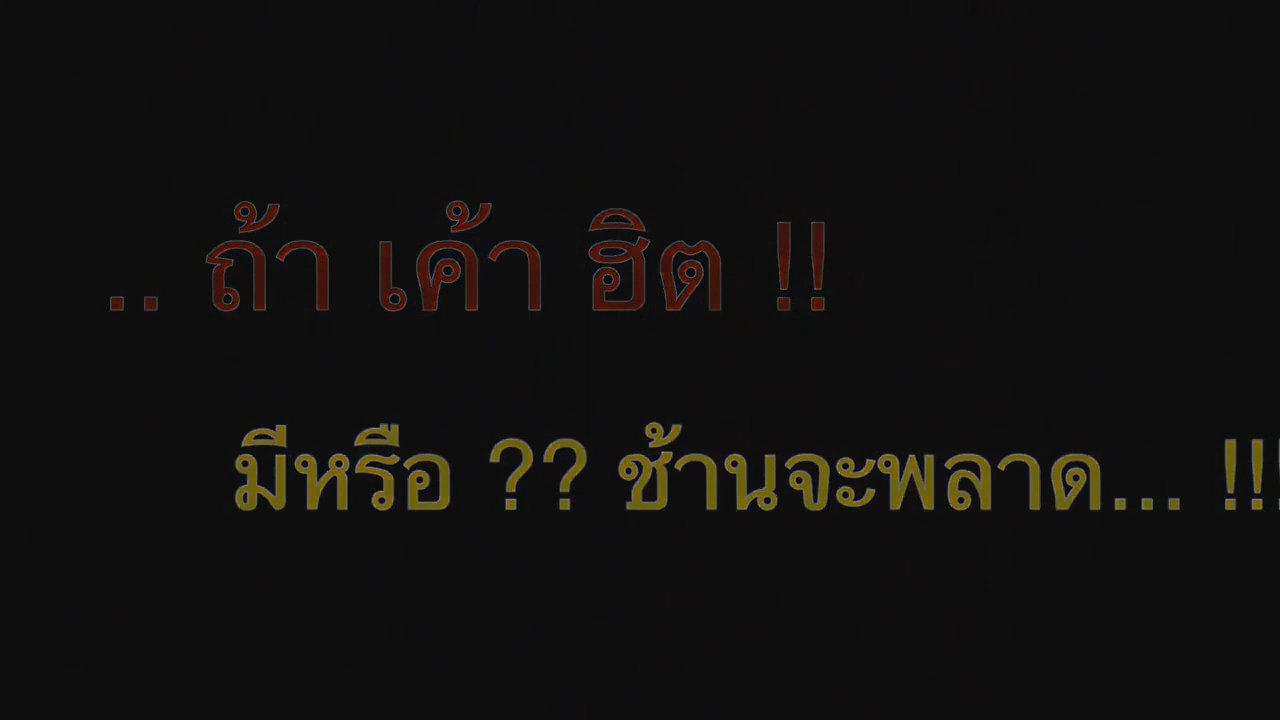 .. ถ้า เค้า ฮิต !!
มีหรือ ?? ช้านจะพลาด... !!!